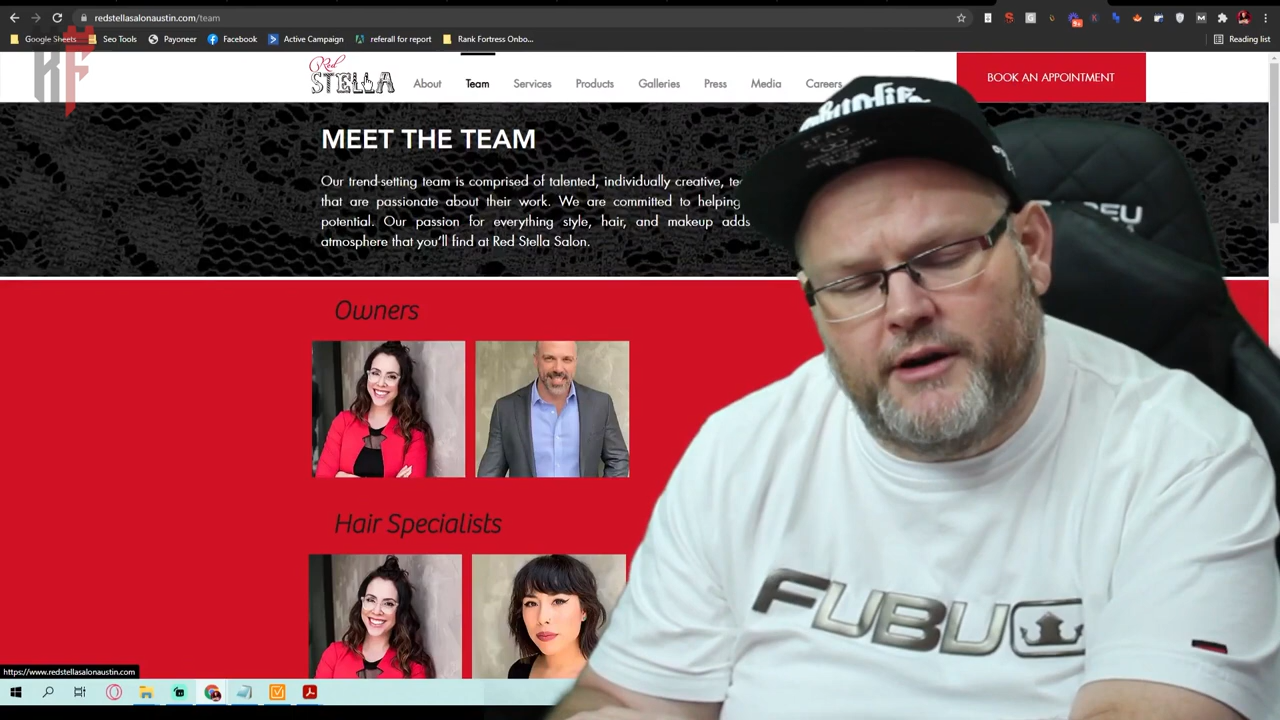 redstellasalonaustin.com/team
Google Sheets
Seo Tools
Payoneer
Facebook
Active Campaign
referall for report
Rank Fortress Onbo...
Reading list
RF
Red
STELLA
About
Team
Services
Products
Galleries
Press
Media
Careers
BOOK AN APPOINTMENT
MEET THE TEAM
Our trend-setting team is comprised of talented, individually creative,
that are passionate about their work. We are committed to helping
potential. Our passion for everything style, hair, and makeup adds
atmosphere that you'll find at Red Stella Salon.
Owners
Hair Specialists
FUBU
https://www.redstellasalonaustin.com